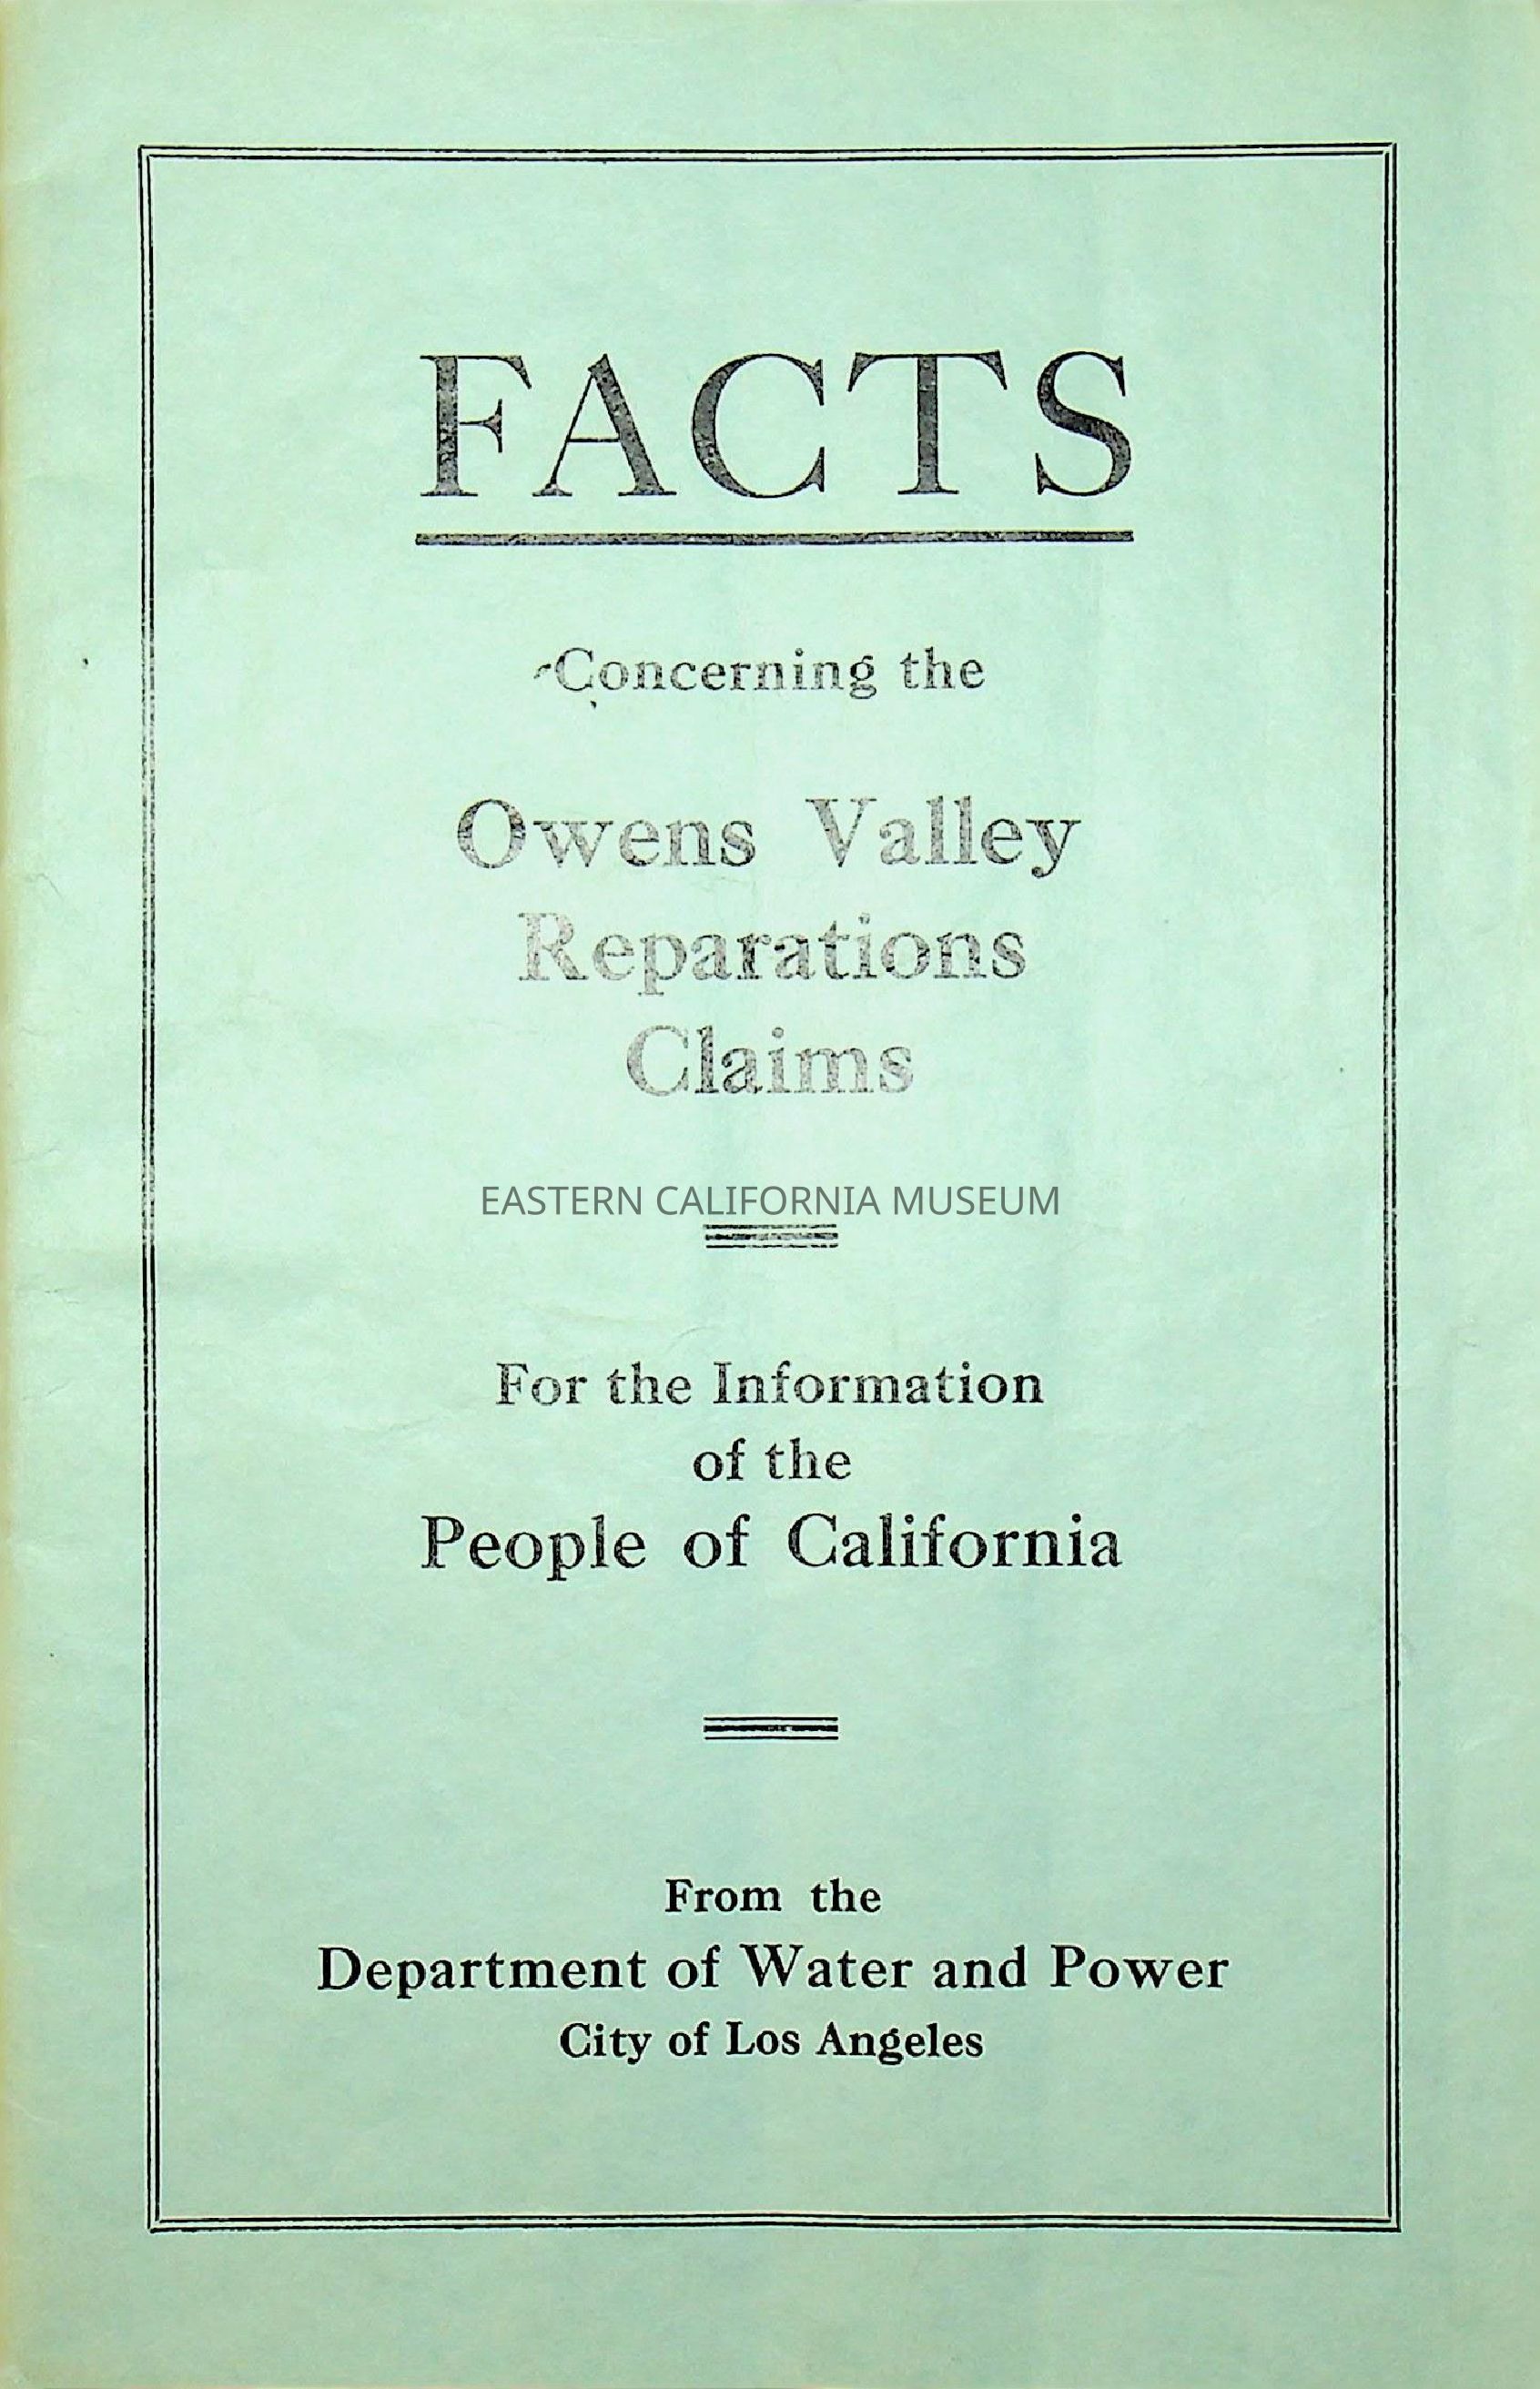 FACTS
Concerning the
Owens Valley
Reparations
Claims
EASTERN CALIFORNIA MUSEUM
For the Information
of the
People of California
From the
Department of Water and Power
City of Los Angeles